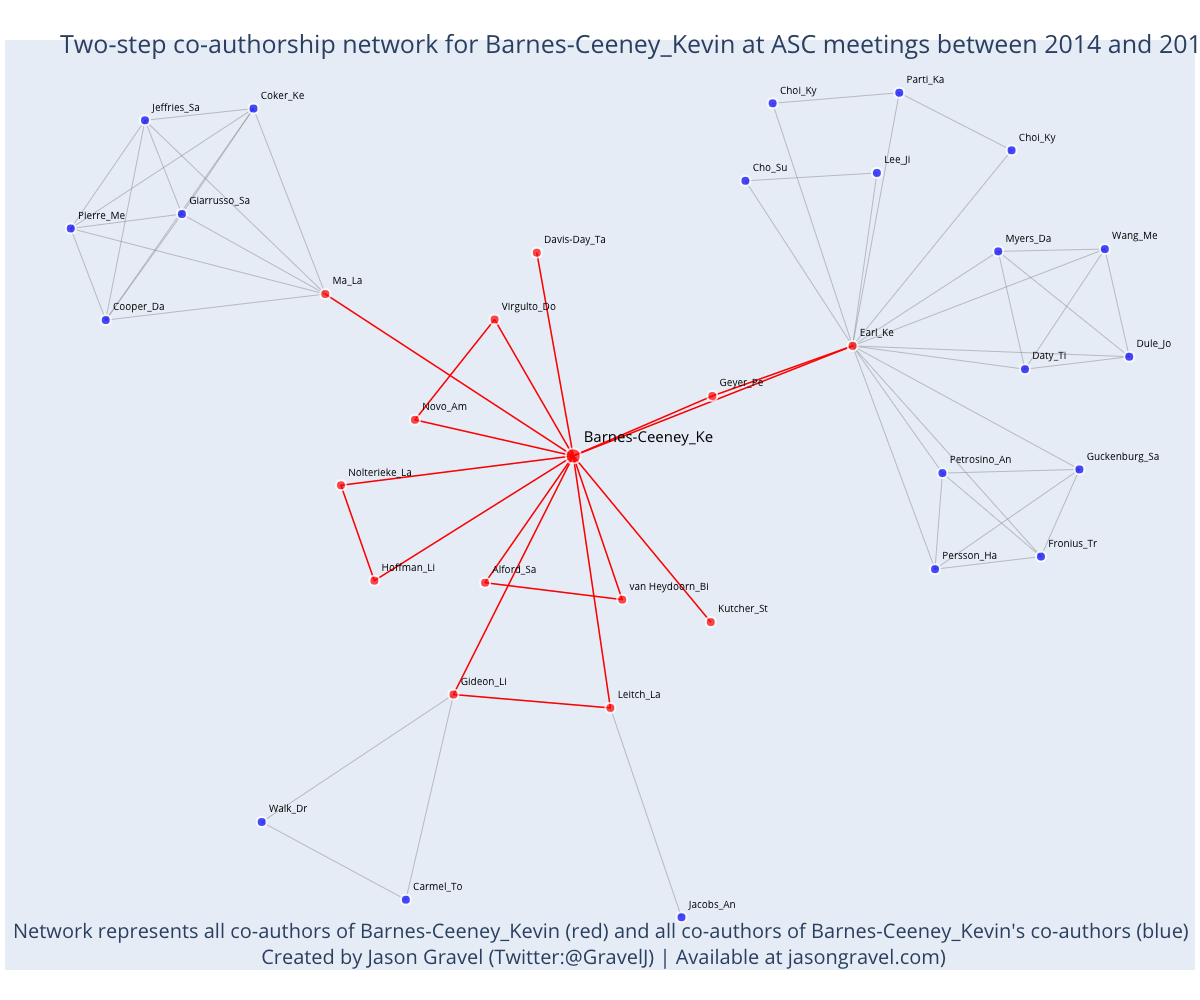 Two-step co-authorship network for Barnes-Ceeney_Kevin at ASC meetings between 2014 and 201
Parti_Ka
Choi_Ky
Coker_Ke
Jeffries_Sa
Choi_Ky
Lee_Ji
Cho_Su
Giarrusso_Sa
Pierre_Me
Wang_Me
Myers_Da
Davis-Day_Ta
Ma_La
Cooper_Da
Virgulto_Do
Earl_Ke
Dule_Jo
Daty_Ti
Geyer_Pe
Novo_Am
Barnes-Ceeney_Ke
Guckenburg_Sa
Petrosino_An
Nolterieke_La
Fronius_Tr
Persson_Ha
Hoffman_Li
Alford_Sa
van Heydoorn_Bi
Kutcher_St
Gideon_Li
Leitch_La
Walk_Dr
Carmel_To
Jacobs_An
Network represents all co-authors of Barnes-Ceeney_Kevin (red) and all co-authors of Barnes-Ceeney_Kevin's co-authors (blue)
Created by Jason Gravel (Twitter:@GravelJ) | Available at jasongravel.com)